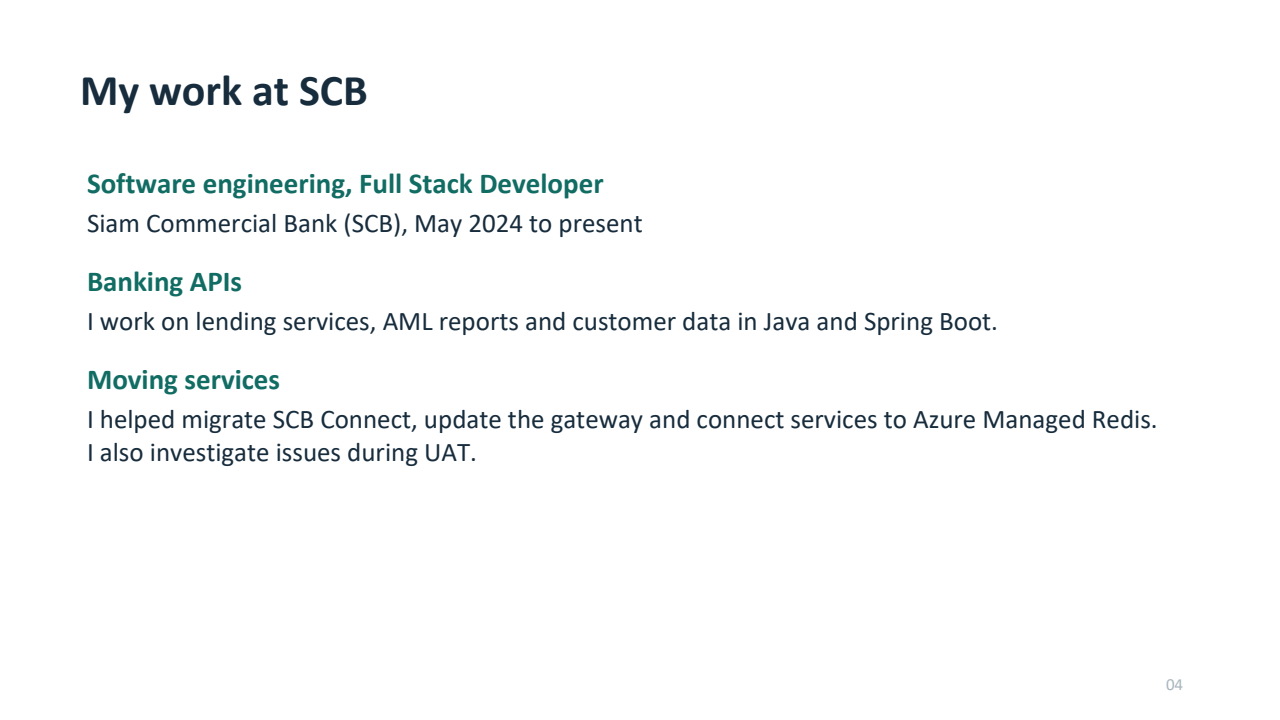 My work at SCB
Software engineering, Full Stack Developer
Siam Commercial Bank (SCB), May 2024 to present
Banking APIs
I work on lending services, AML reports and customer data in Java and Spring Boot.
Moving services
I helped migrate SCB Connect, update the gateway and connect services to Azure Managed Redis.
I also investigate issues during UAT.
04